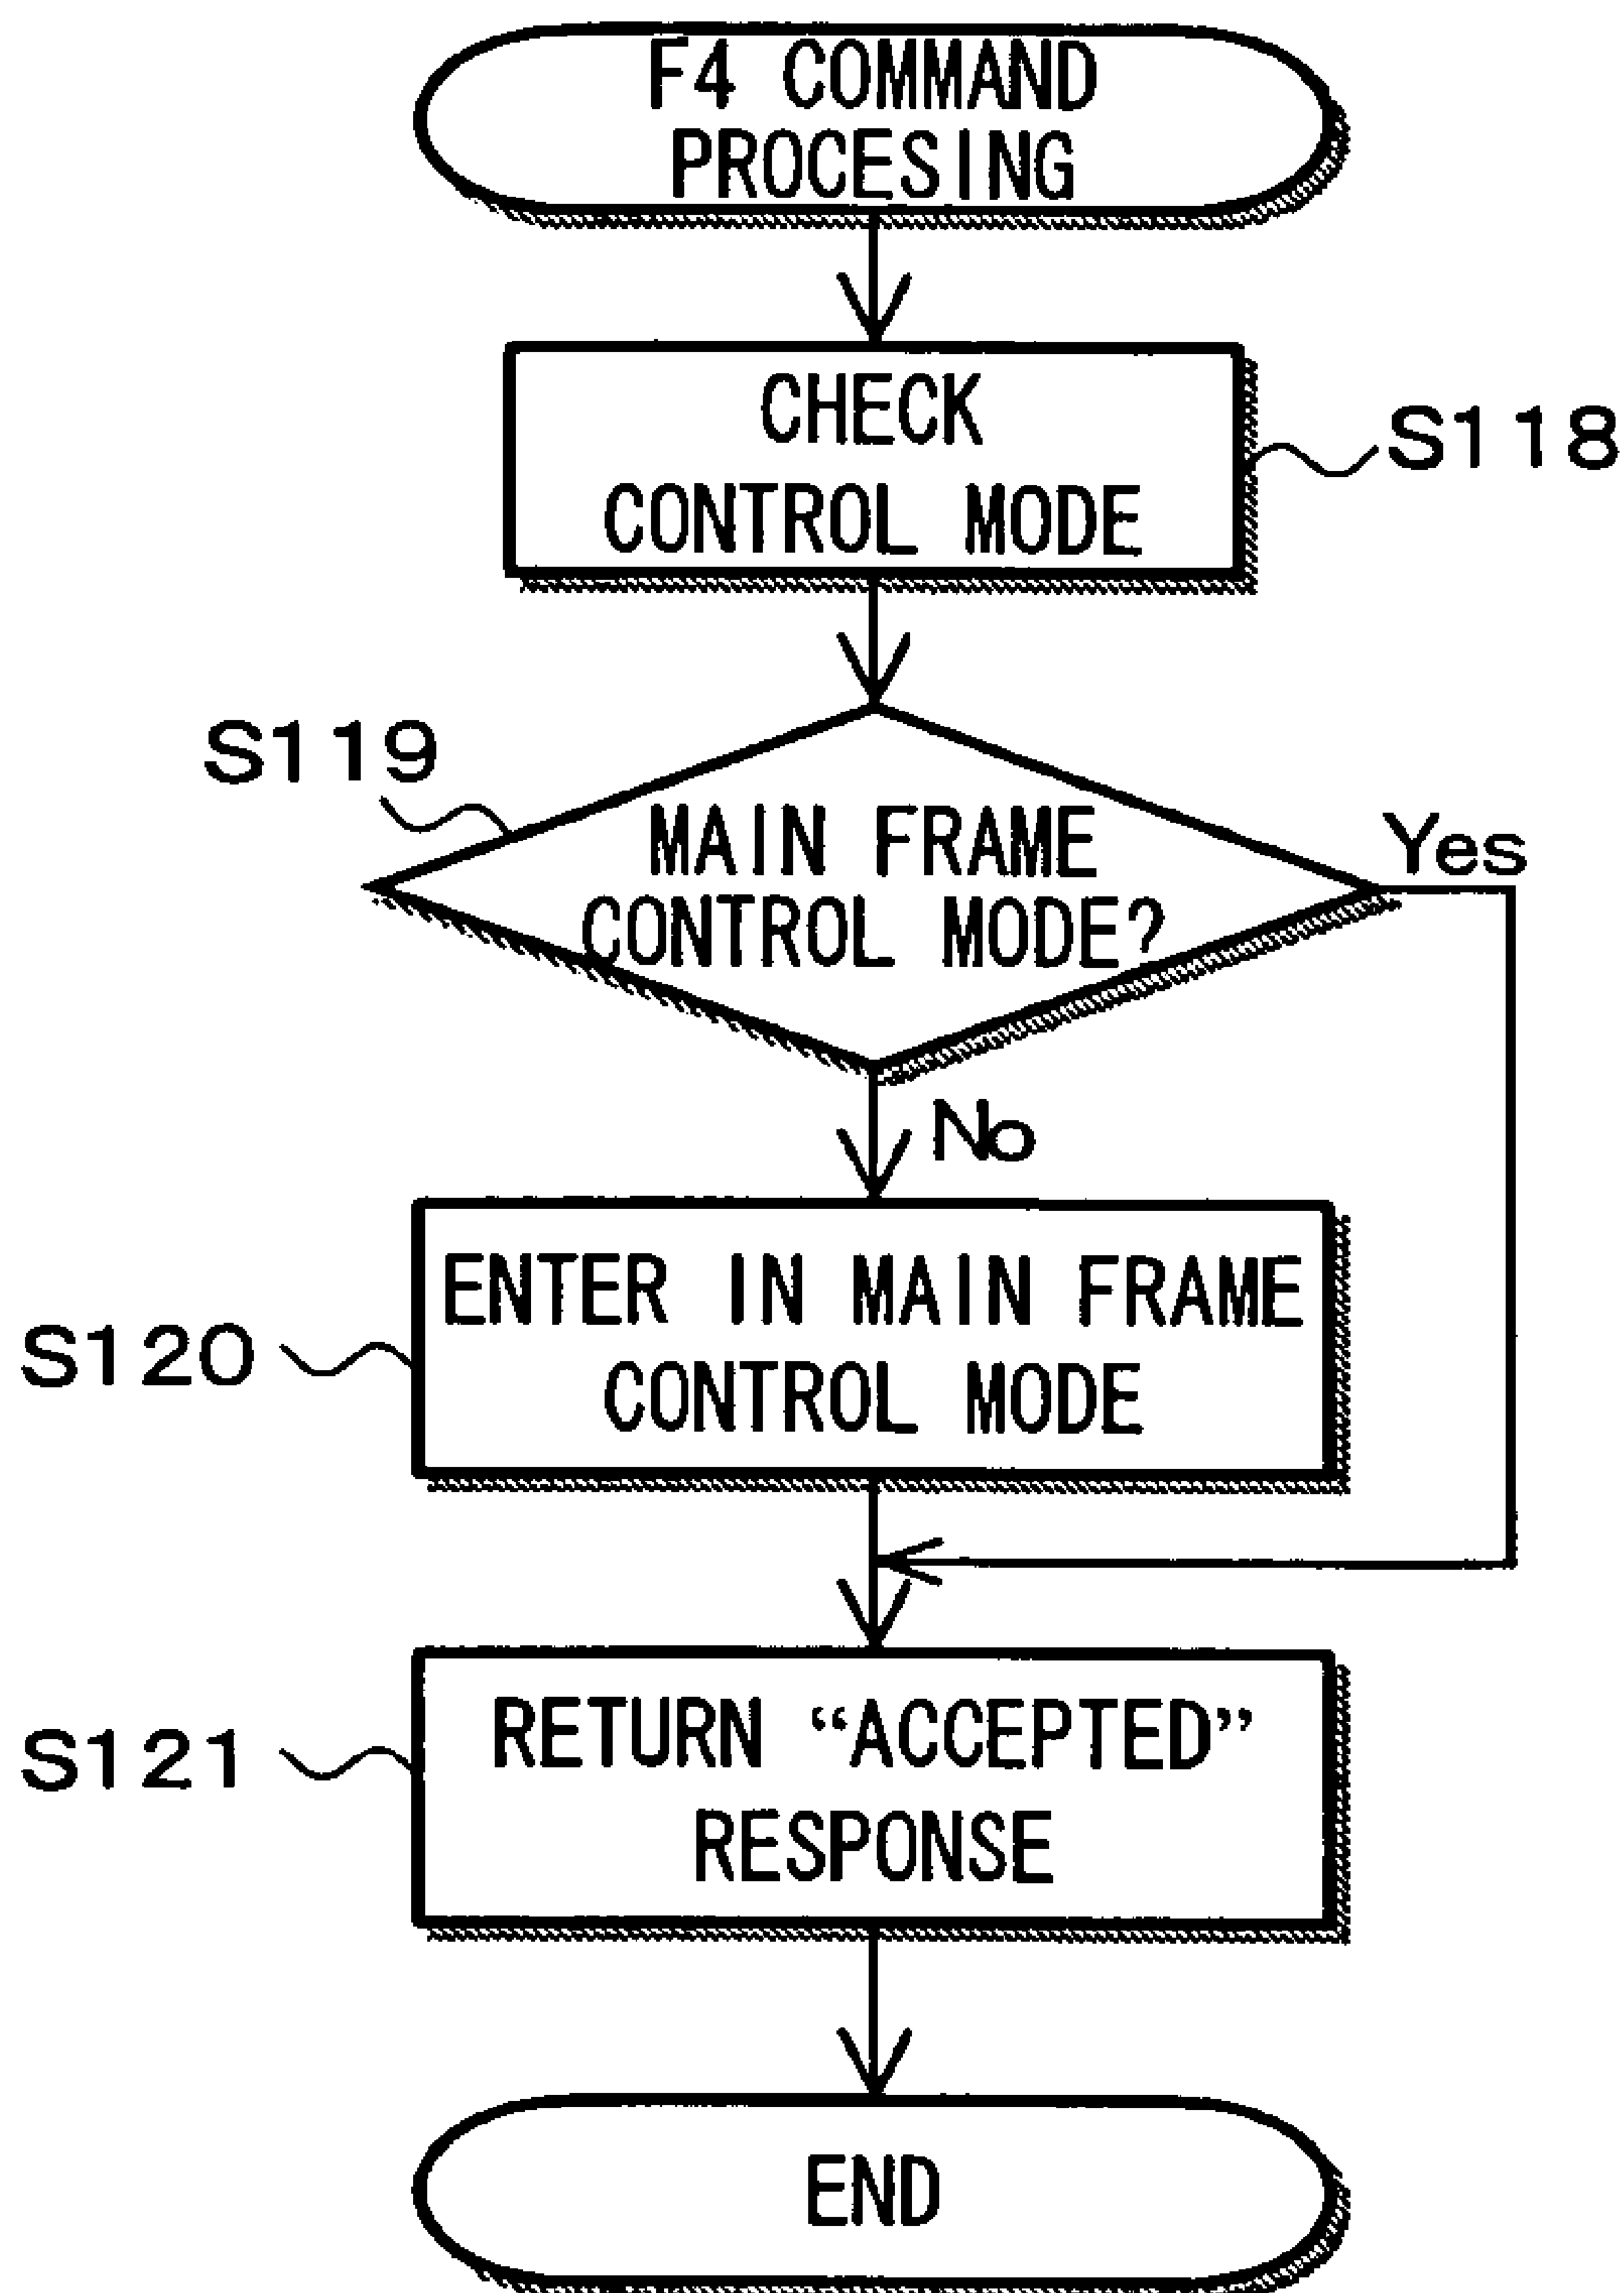 F4 COMMAND
PROCESING
CHECK
CONTROL MODE
S118
S119
MAIN FRAME
CONTROL MODE?
Yes
No
ENTER IN MAIN FRAME
CONTROL MODE
S120
RETURN “ACCEPTED”
RESPONSE
S121
END